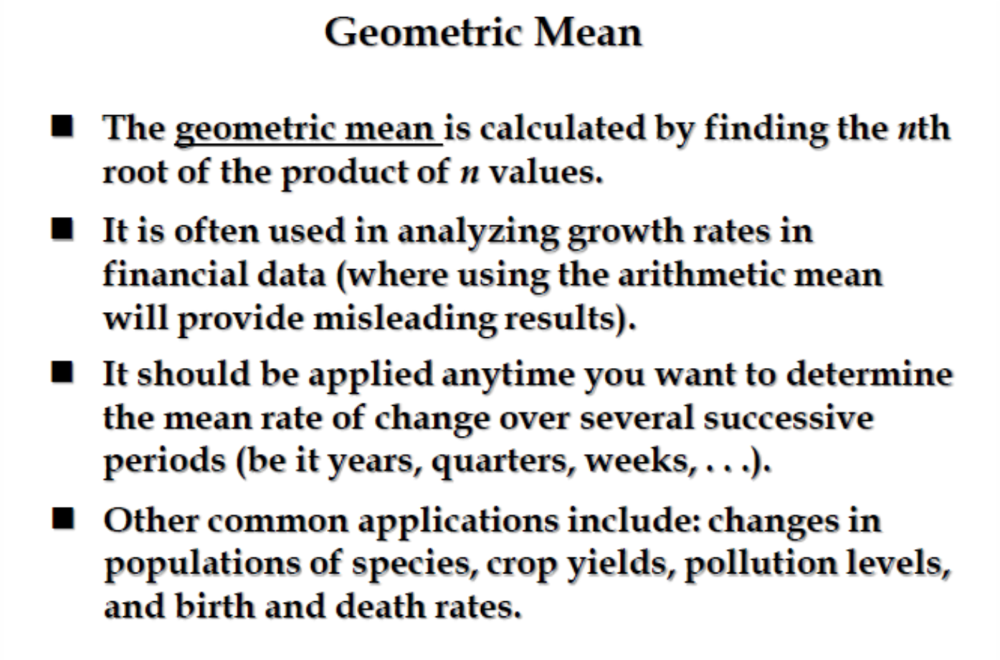 Geometric Mean
■ The geometric mean is calculated by finding the nth
root of the product of n values.
■ It is often used in analyzing growth rates in
financial data (where using the arithmetic mean
will provide misleading results).
■ It should be applied anytime you want to determine
the mean rate of change over several successive
periods (be it years, quarters, weeks, . . .).
■ Other common applications include: changes in
populations of species, crop yields, pollution levels,
and birth and death rates.